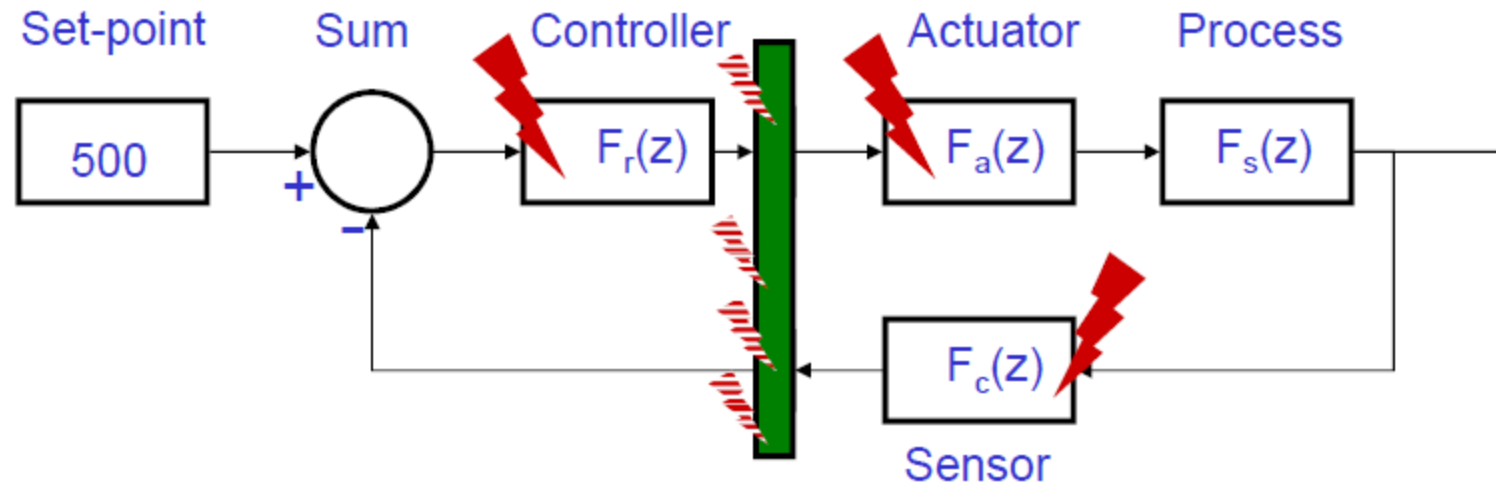 Set-point Sum Controller Actuator Process
500 Fr(z) Fa(z) Fs(z)
+
−
Fc(z)
Sensor